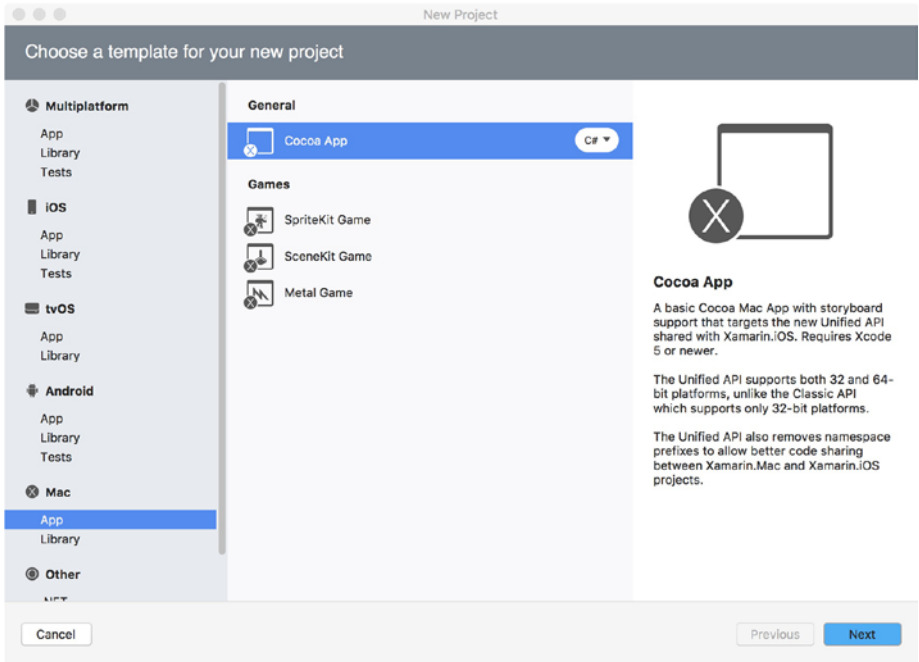 New Project
Choose a template for your new project
Multiplatform
App
Library
Tests
iOS
App
Library
Tests
tvOS
App
Library
Android
App
Library
Tests
Mac
App
Library
Other
.NET
General
Cocoa App
C#
Games
SpriteKit Game
SceneKit Game
Metal Game
X
Cocoa App
A basic Cocoa Mac App with storyboard
support that targets the new Unified API
shared with Xamarin.iOS. Requires Xcode
5 or newer.
The Unified API supports both 32 and 64-
bit platforms, unlike the Classic API
which supports only 32-bit platforms.
The Unified API also removes namespace
prefixes to allow better code sharing
between Xamarin.Mac and Xamarin.iOS
projects.
Cancel
Previous
Next